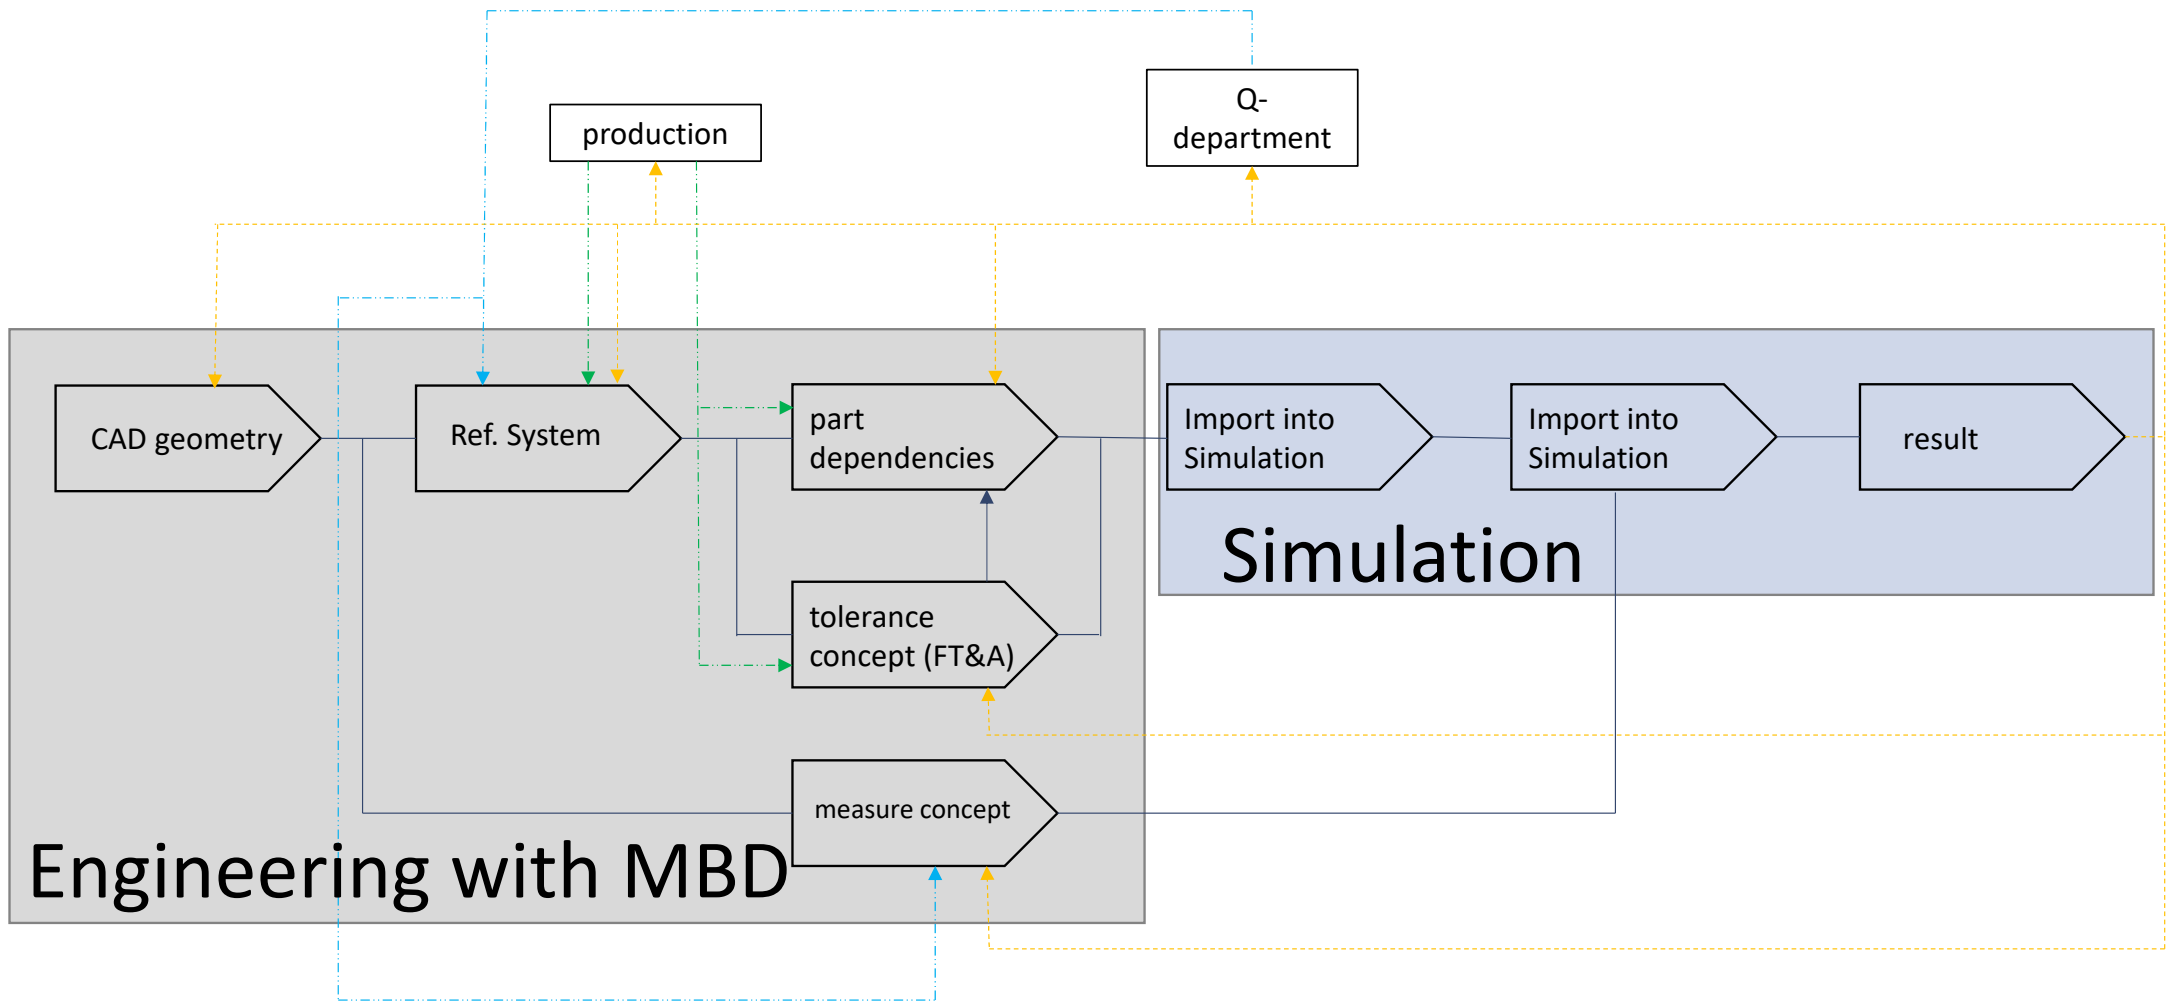 Q-
department
production
CAD geometry
Ref. System
part
dependencies
Import into
Simulation
Import into
Simulation
result
Simulation
tolerance
concept (FT&A)
measure concept
Engineering with MBD